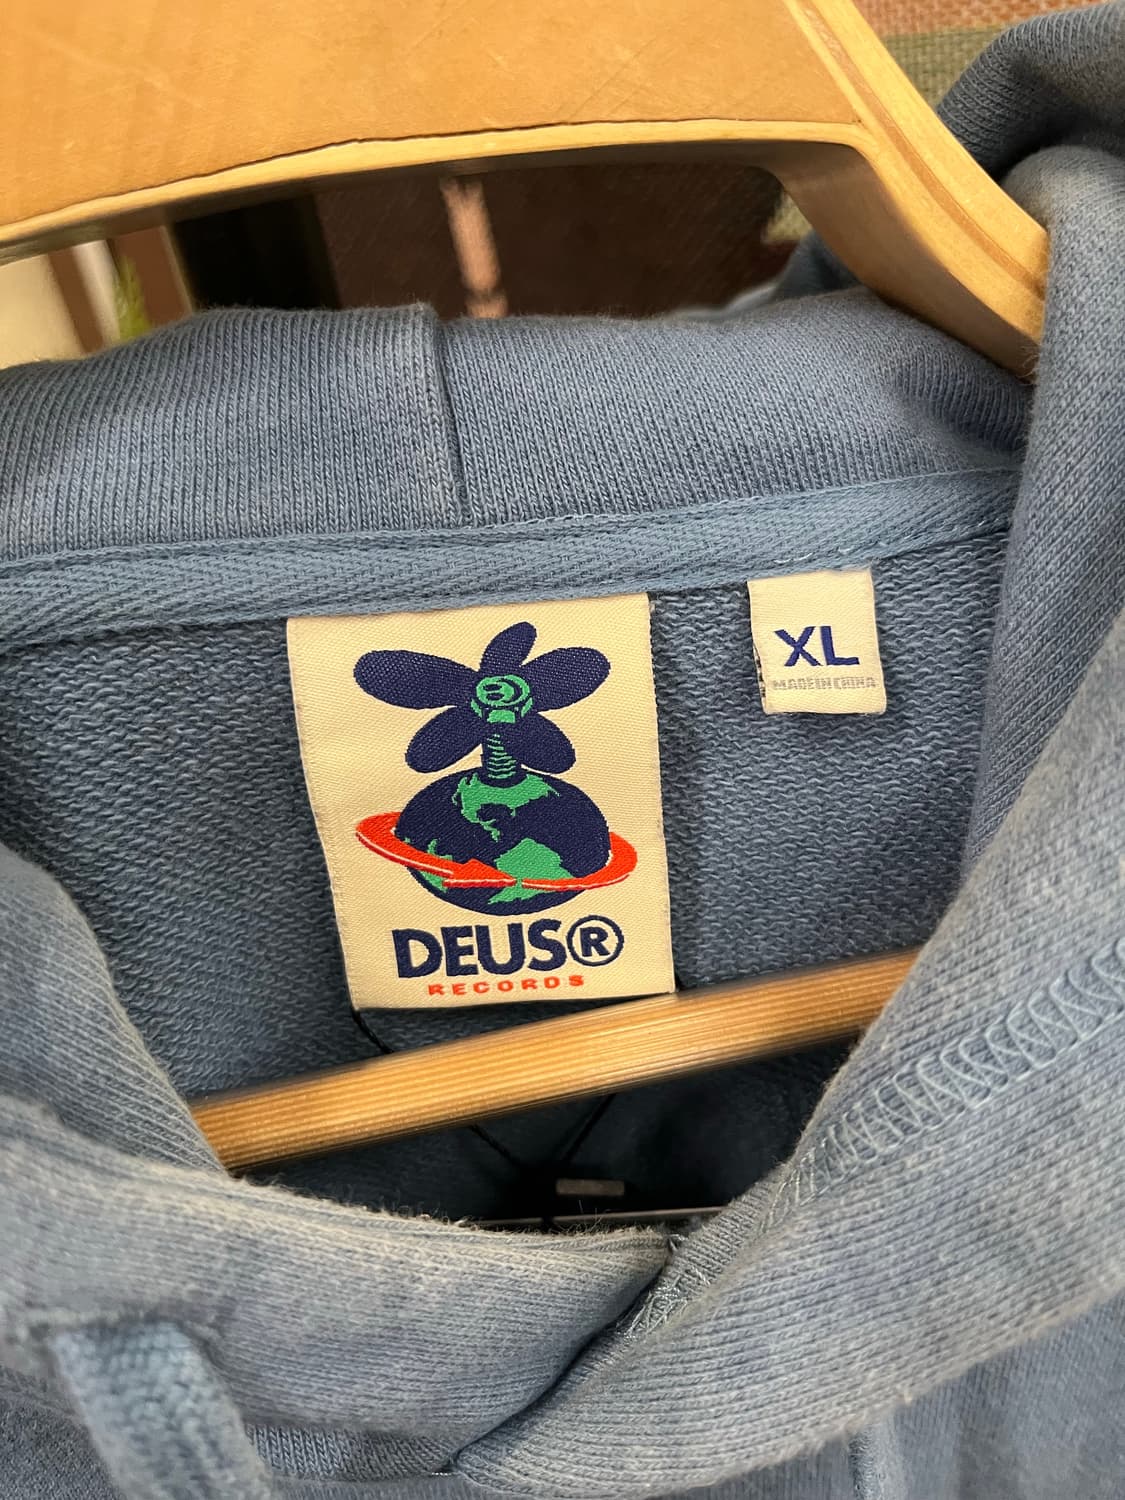 XL
MADE IN CHINA
DEUS®
RECORDS